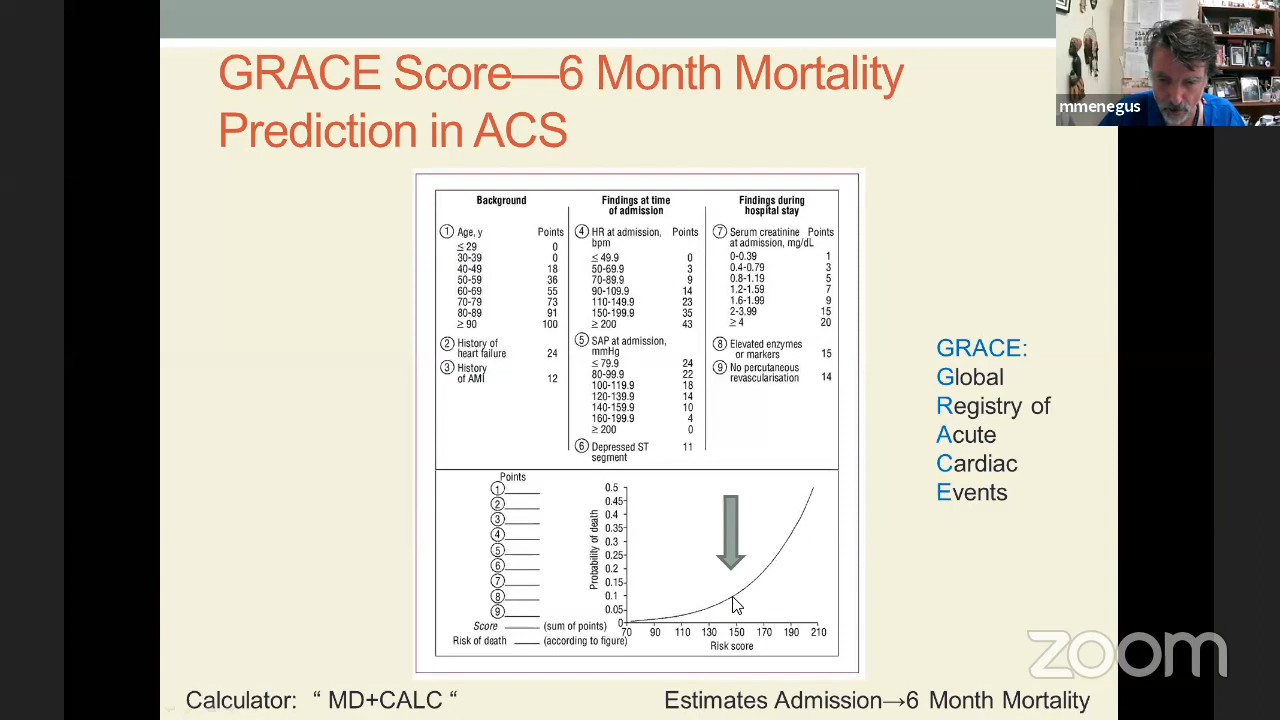 GRACE Score—6 Month Mortality
Prediction in ACS
mmenegus
Background
① Age, y Points
≤ 29 0
30-39 0
40-49 18
50-59 36
60-69 55
70-79 73
80-89 91
≥ 90 100
② History of
heart failure 24
③ History
of AMI 12
Findings at time
of admission
④ HR at admission, Points
bpm
≤ 49.9 0
50-69.9 3
70-89.9 9
90-109.9 14
110-149.9 23
150-199.9 35
≥ 200 43
⑤ SAP at admission,
mmHg
≤ 79.9 24
80-99.9 22
100-119.9 18
120-139.9 14
140-159.9 10
160-199.9 4
≥ 200 0
⑥ Depressed ST 11
segment
Findings during
hospital stay
⑦ Serum creatinine Points
at admission, mg/dL
0-0.39 1
0.4-0.79 3
0.8-1.19 5
1.2-1.59 7
1.6-1.99 9
2-3.99 15
≥ 4 20
⑧ Elevated enzymes
or markers 15
⑨ No percutaneous
revascularisation 14
Points
①
②
③
④
⑤
⑥
⑦
⑧
⑨
Score (sum of points)
Risk of death (according to figure)
Probability of death
0.5
0.45
0.4
0.35
0.3
0.25
0.2
0.15
0.1
0.05
0
70 90 110 130 150 170 190 210
Risk score
GRACE:
Global
Registry of
Acute
Cardiac
Events
zoom
Calculator: “ MD+CALC “
Estimates Admission→6 Month Mortality